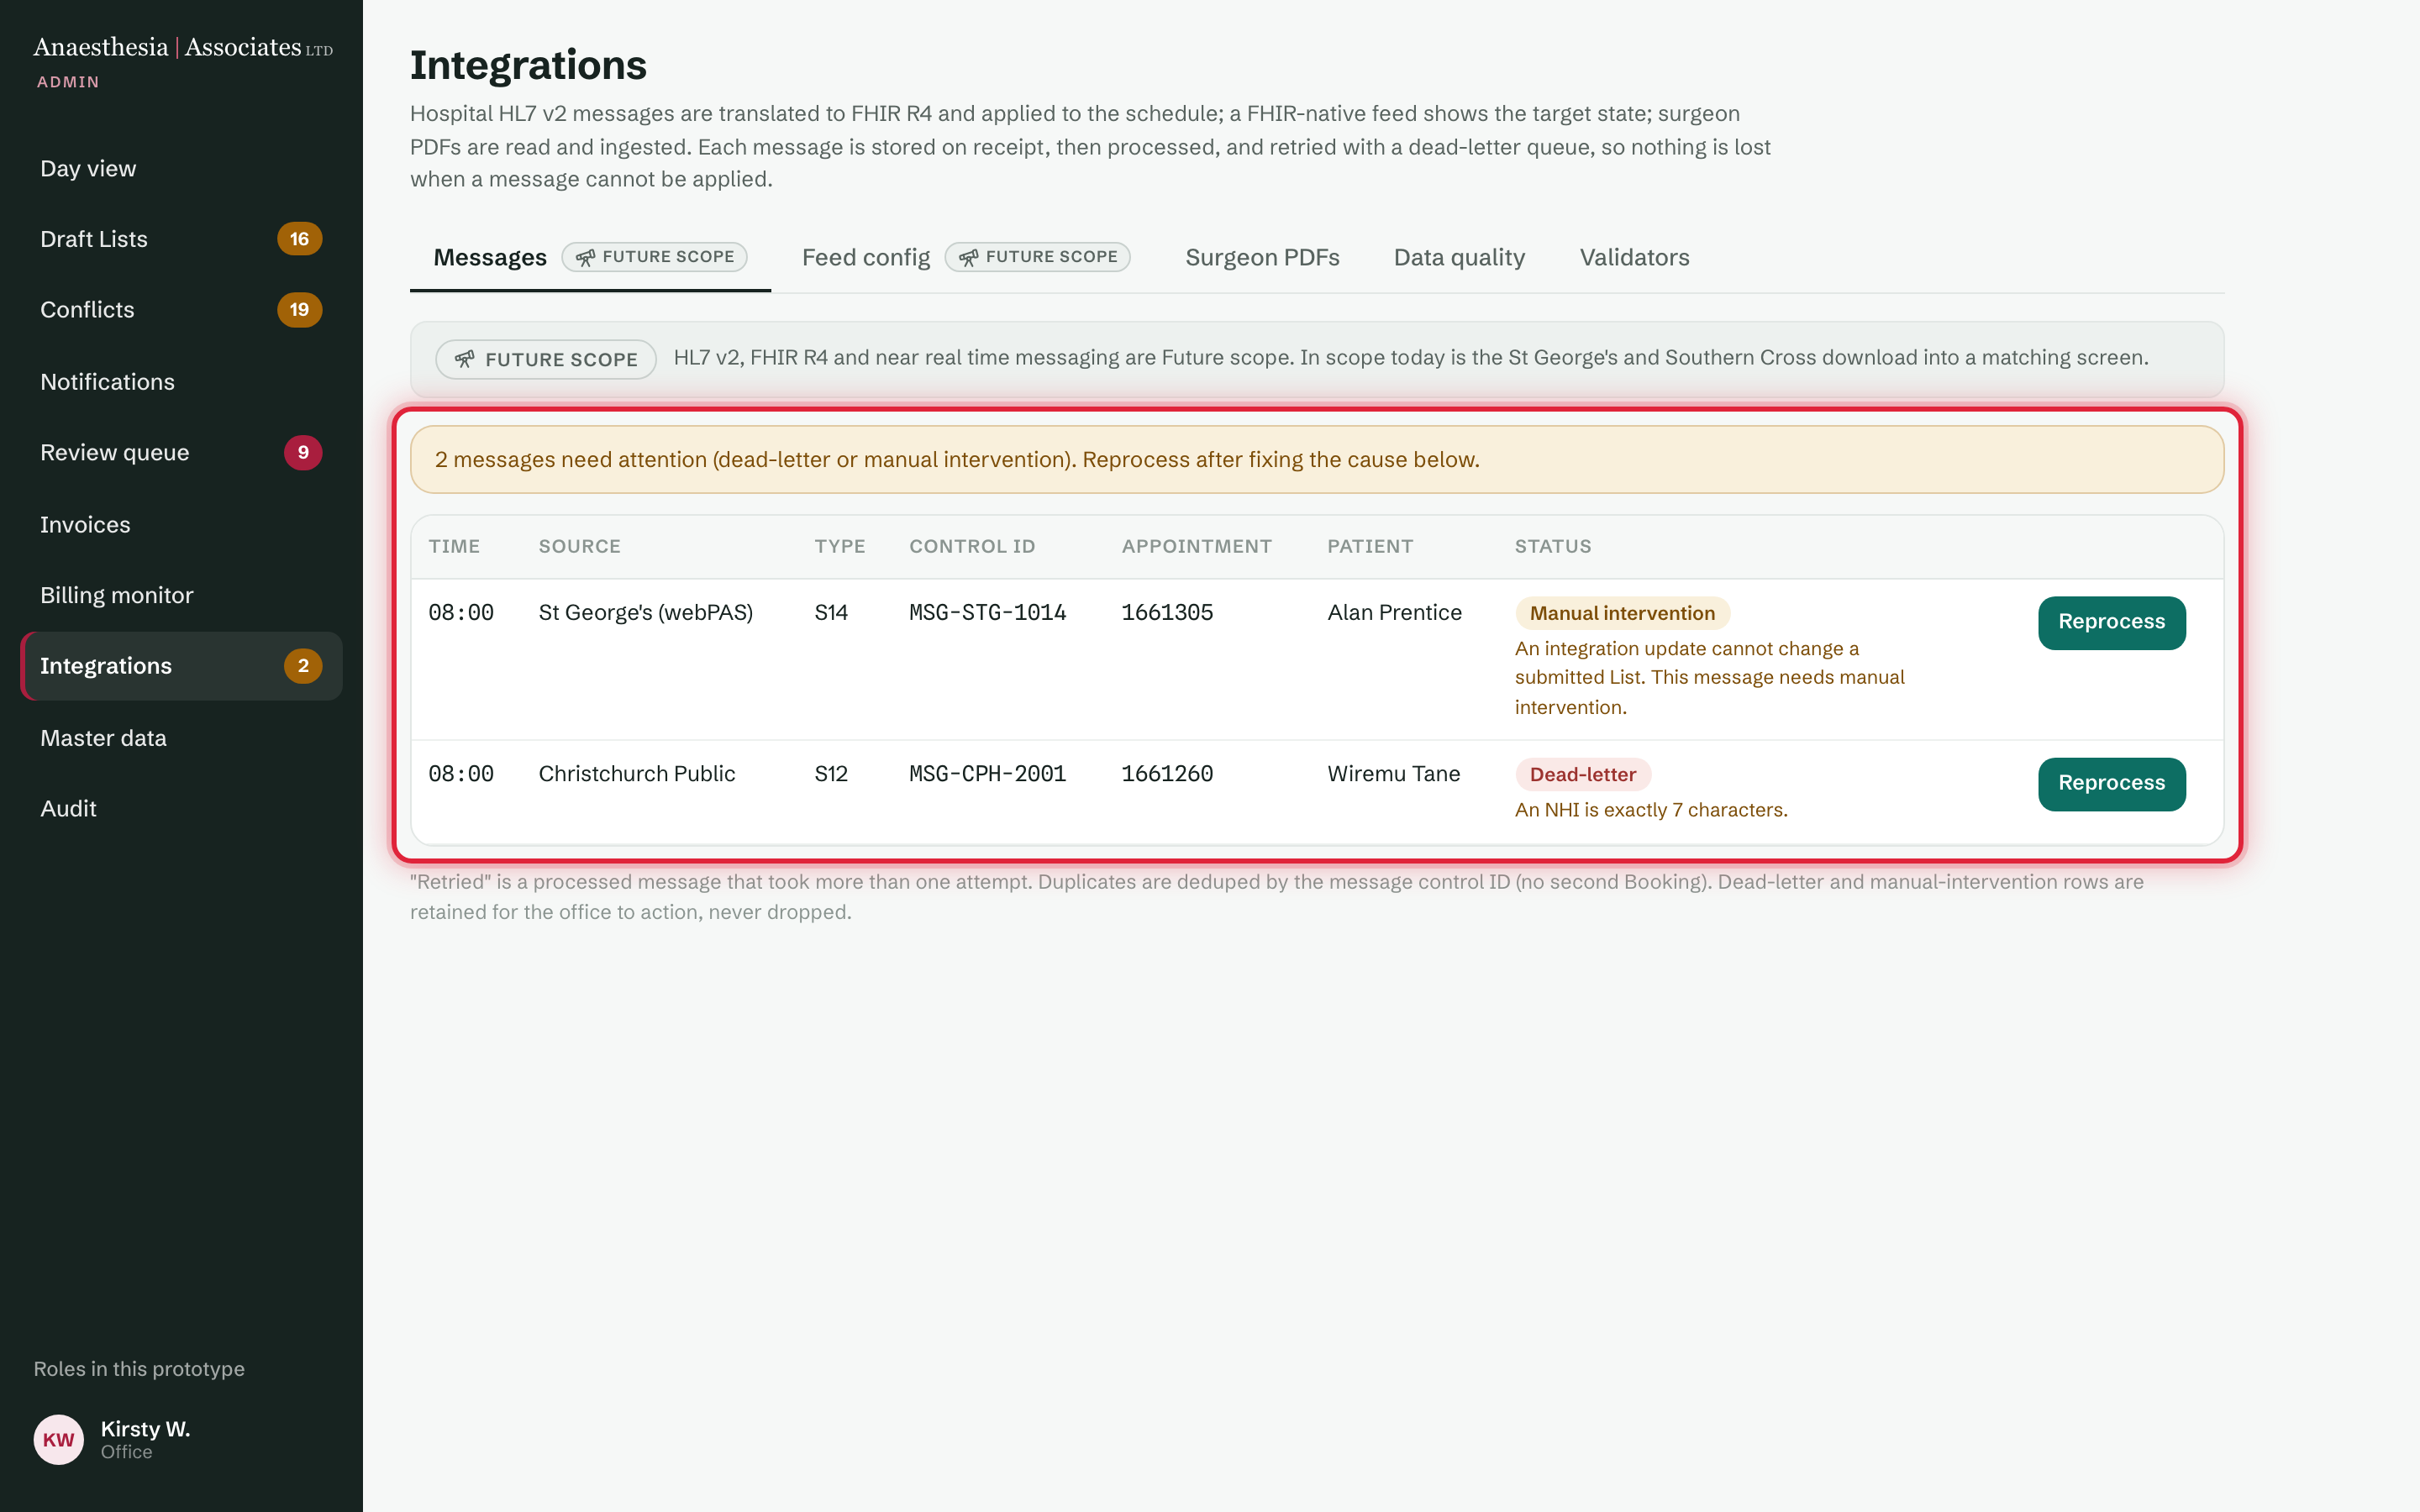 Anaesthesia | Associates LTD
ADMIN
Day view
Draft Lists 16
Conflicts 19
Notifications
Review queue 9
Invoices
Billing monitor
Integrations 2
Master data
Audit
Roles in this prototype
KW
Kirsty W.
Office
Integrations
Hospital HL7 v2 messages are translated to FHIR R4 and applied to the schedule; a FHIR-native feed shows the target state; surgeon
PDFs are read and ingested. Each message is stored on receipt, then processed, and retried with a dead-letter queue, so nothing is lost
when a message cannot be applied.
Messages FUTURE SCOPE Feed config FUTURE SCOPE Surgeon PDFs Data quality Validators
FUTURE SCOPE HL7 v2, FHIR R4 and near real time messaging are Future scope. In scope today is the St George's and Southern Cross download into a matching screen.
2 messages need attention (dead-letter or manual intervention). Reprocess after fixing the cause below.
TIME SOURCE TYPE CONTROL ID APPOINTMENT PATIENT STATUS
08:00 St George's (webPAS) S14 MSG-STG-1014 1661305 Alan Prentice Manual intervention Reprocess
An integration update cannot change a
submitted List. This message needs manual
intervention.
08:00 Christchurch Public S12 MSG-CPH-2001 1661260 Wiremu Tane Dead-letter Reprocess
An NHI is exactly 7 characters.
"Retried" is a processed message that took more than one attempt. Duplicates are deduped by the message control ID (no second Booking). Dead-letter and manual-intervention rows are
retained for the office to action, never dropped.